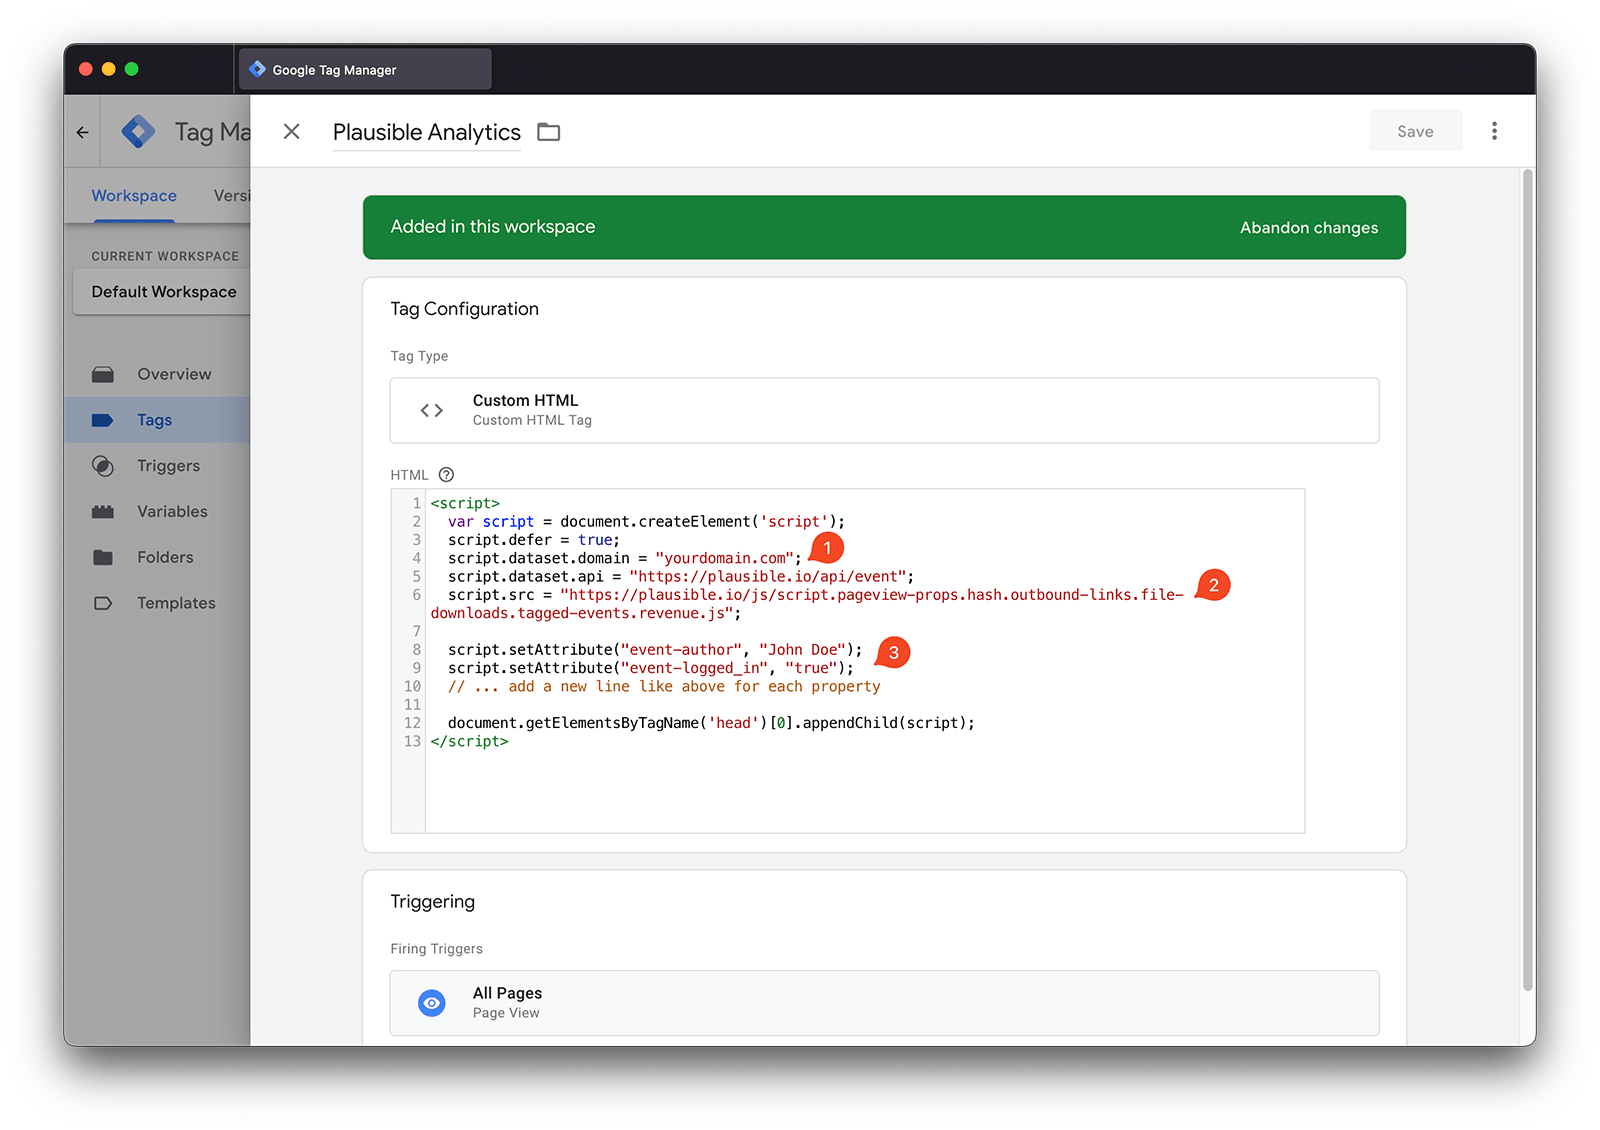 Google Tag Manager
Tag Ma
Plausible Analytics
Save
Workspace
Versi
Added in this workspace
Abandon changes
CURRENT WORKSPACE
Default Workspace
Overview
Tags
Triggers
Variables
Folders
Templates
Tag Configuration
Tag Type
Custom HTML
Custom HTML Tag
HTML ?
1 <script>
2 var script = document.createElement('script');
3 script.defer = true;
4 script.dataset.domain = "yourdomain.com"; 1
5 script.dataset.api = "https://plausible.io/api/event";
6 script.src = "https://plausible.io/js/script.pageview-props.hash.outbound-links.file- 2
downloads.tagged-events.revenue.js";
7
8 script.setAttribute("event-author", "John Doe"); 3
9 script.setAttribute("event-logged_in", "true");
10 // ... add a new line like above for each property
11
12 document.getElementsByTagName('head')[0].appendChild(script);
13 </script>
Triggering
Firing Triggers
All Pages
Page View